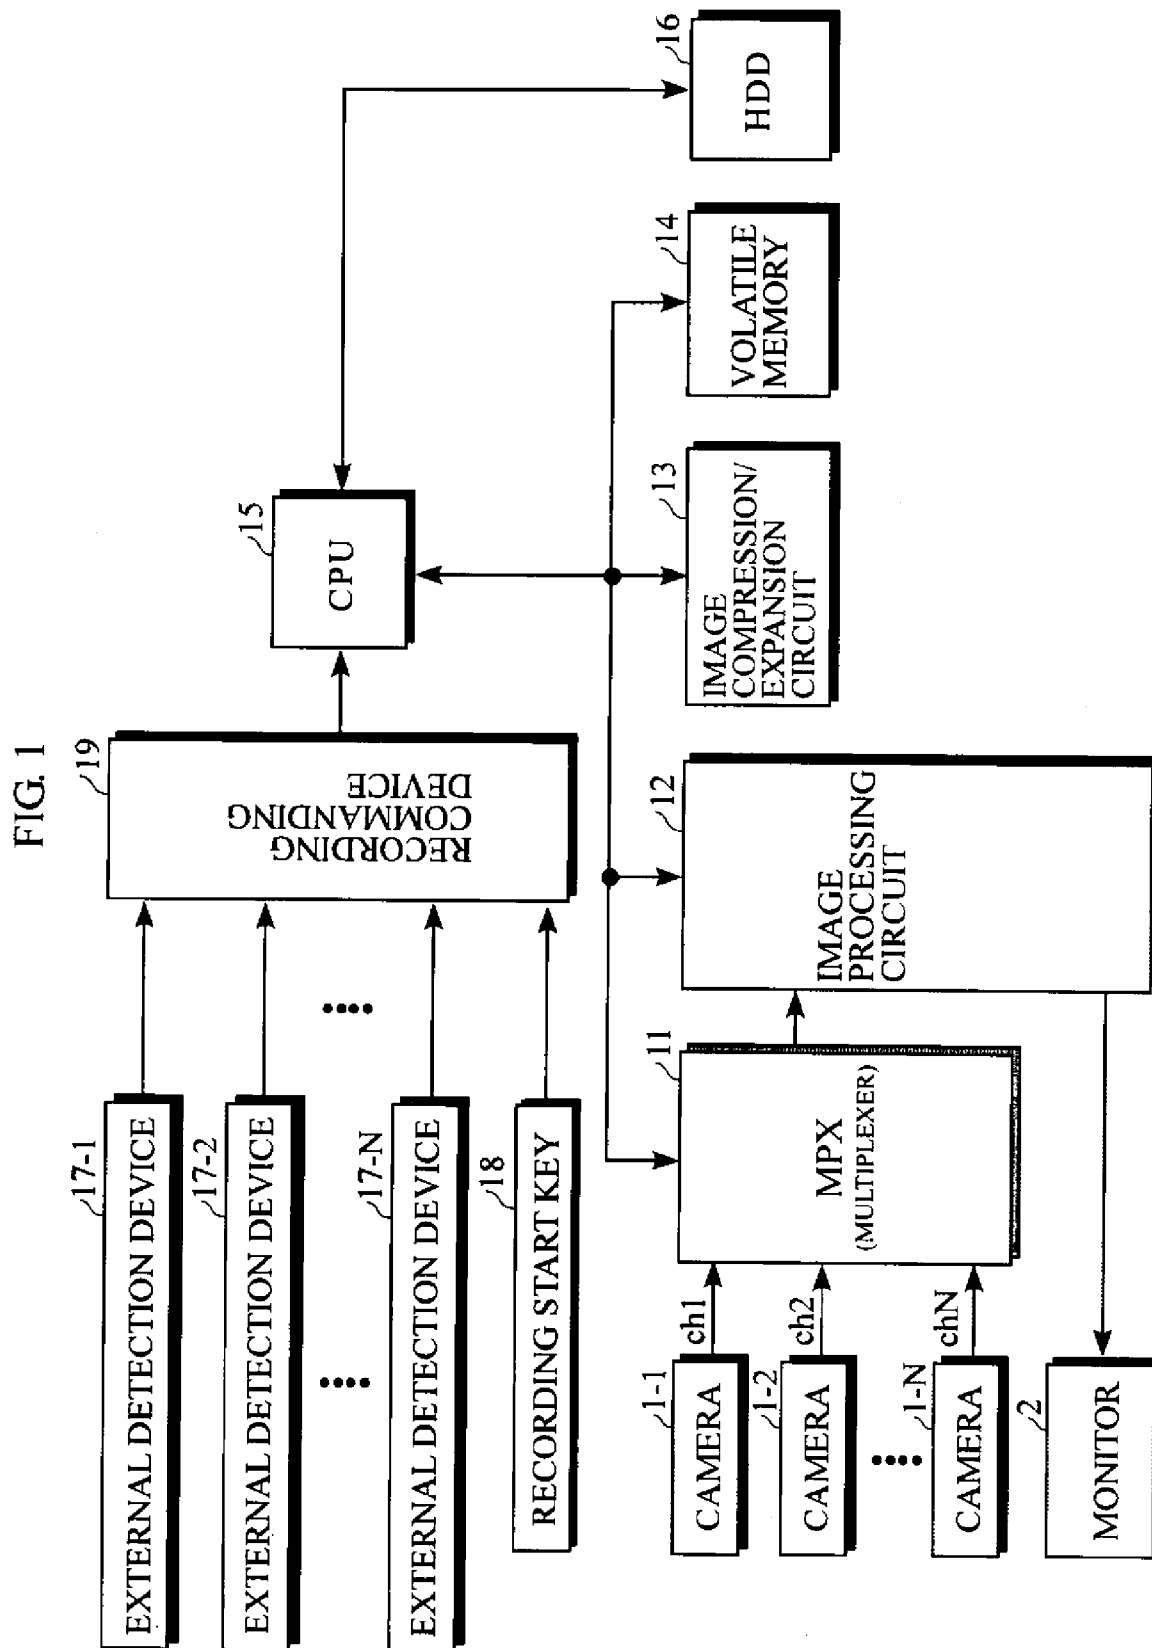 FIG. 1
17-1
EXTERNAL DETECTION DEVICE
17-2
EXTERNAL DETECTION DEVICE
17-N
EXTERNAL DETECTION DEVICE
18
RECORDING START KEY
19
RECORDING
COMMANDING
DEVICE
15
CPU
16
HDD
14
VOLATILE
MEMORY
13
IMAGE
COMPRESSION/
EXPANSION
CIRCUIT
12
IMAGE
PROCESSING
CIRCUIT
11
MPX
(MULTIPLEXER)
ch1
ch2
chN
1-1
CAMERA
1-2
CAMERA
1-N
CAMERA
2
MONITOR